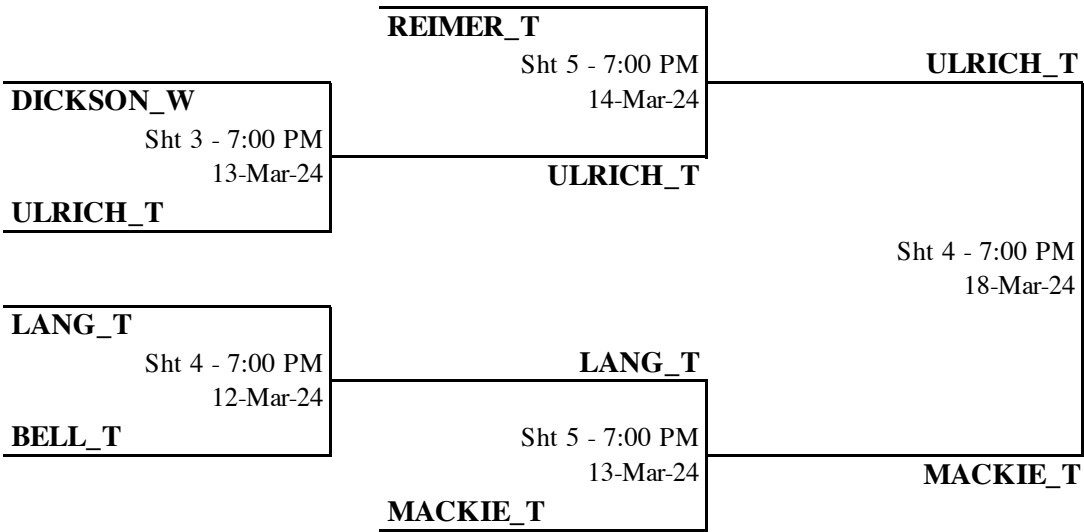 REIMER_T
Sht 5 - 7:00 PM
14-Mar-24
ULRICH_T
DICKSON_W
Sht 3 - 7:00 PM
13-Mar-24
ULRICH_T
ULRICH_T
Sht 4 - 7:00 PM
18-Mar-24
LANG_T
Sht 4 - 7:00 PM
12-Mar-24
BELL_T
LANG_T
Sht 5 - 7:00 PM
13-Mar-24
MACKIE_T
MACKIE_T